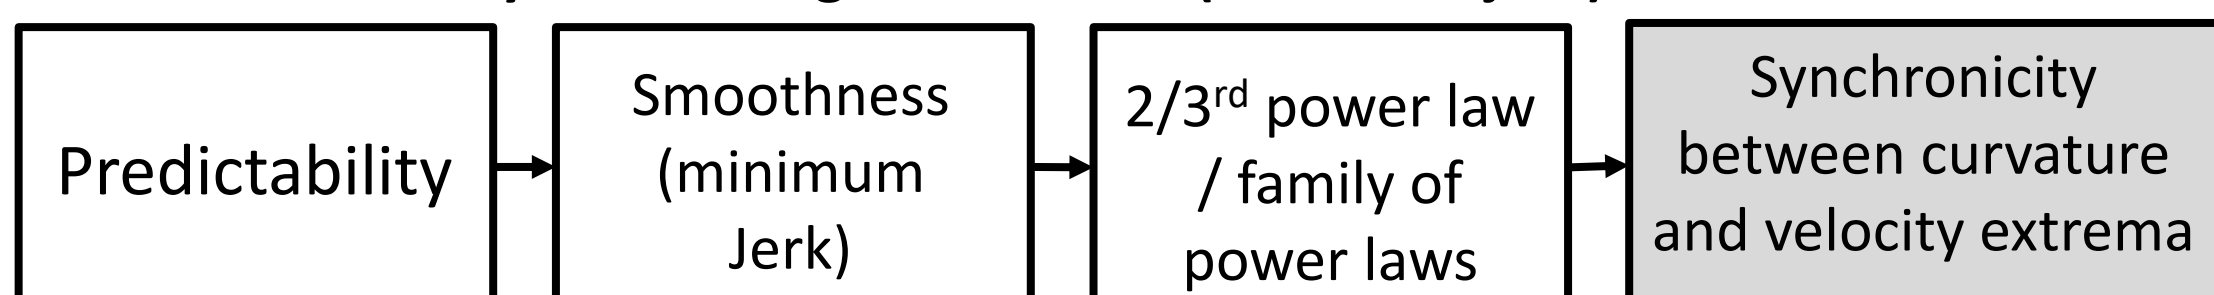 Predictability
Smoothness
(minimum
Jerk)
2/3rd power law
/ family of
power laws
Synchronicity
between curvature
and velocity extrema